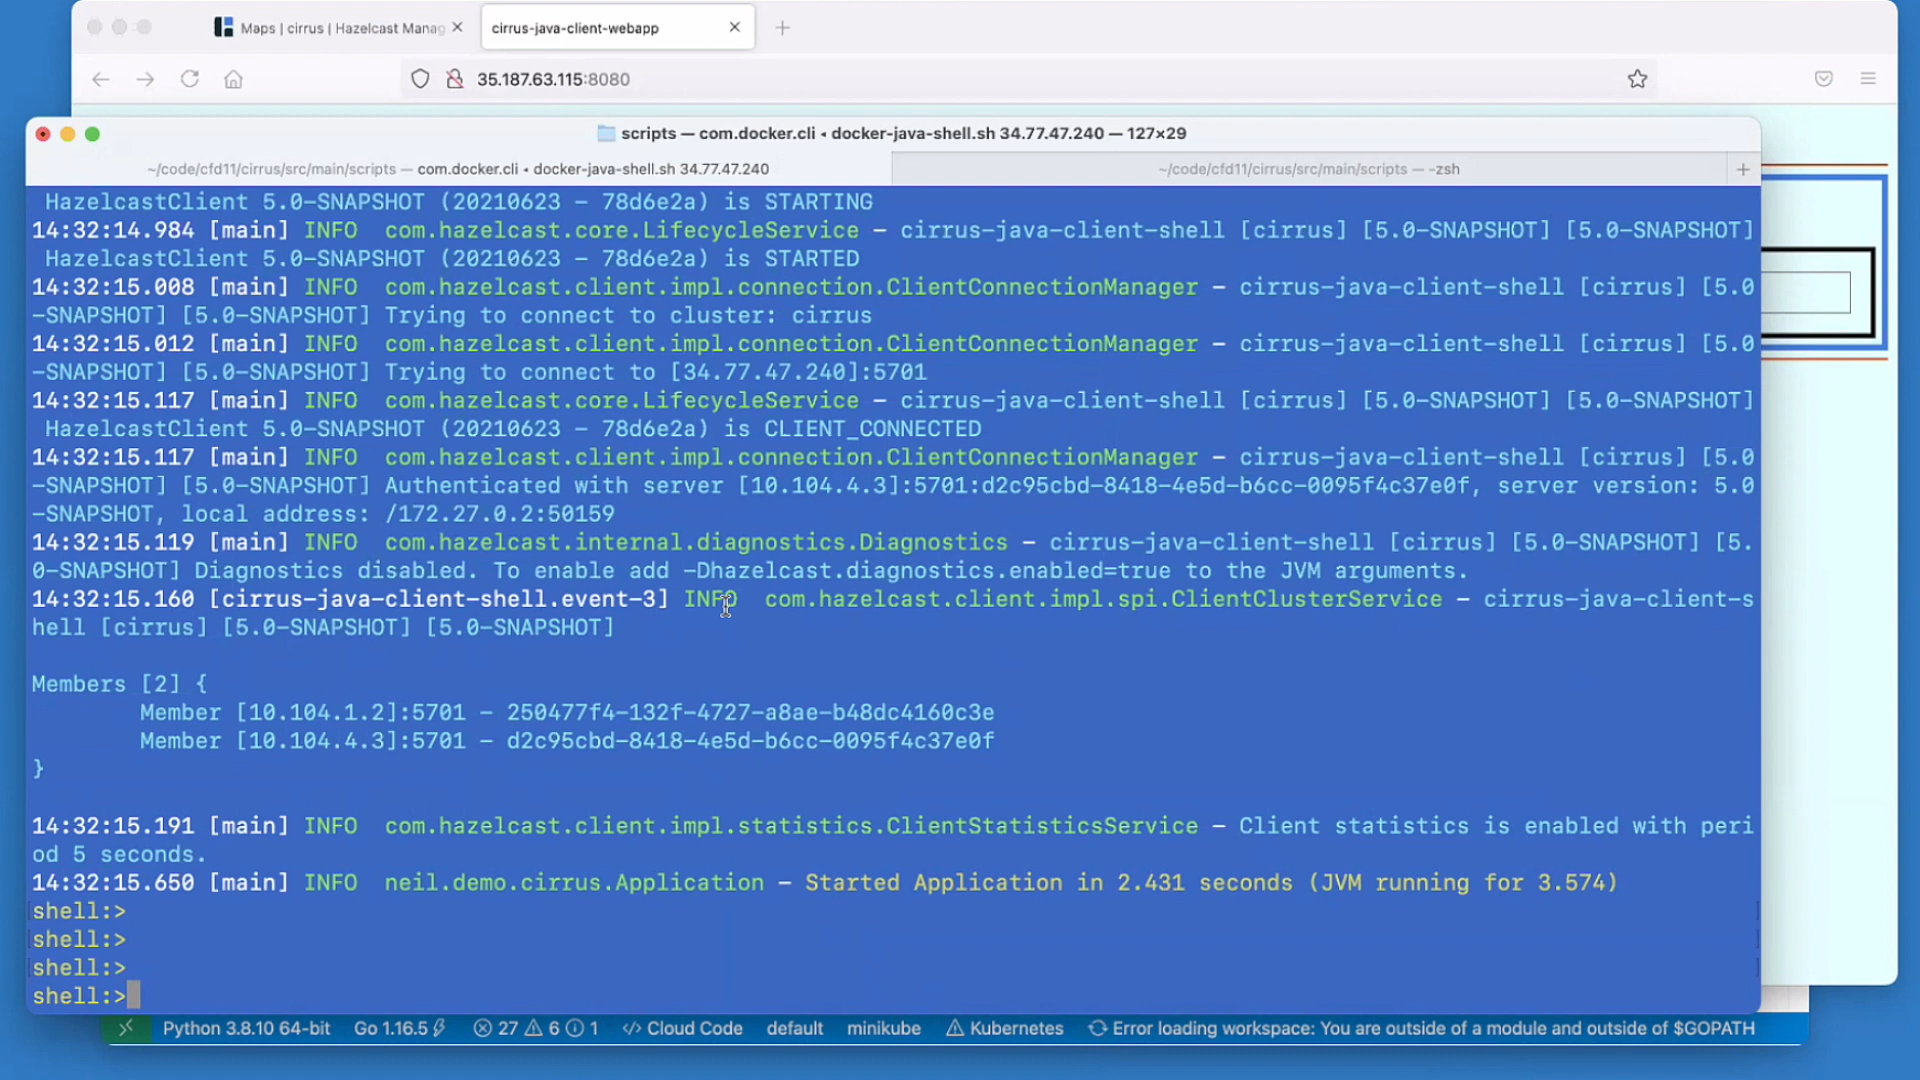 Maps | cirrus | Hazelcast Manag
cirrus-java-client-webapp
35.187.63.115:8080
scripts — com.docker.cli ◂ docker-java-shell.sh 34.77.47.240 — 127×29
~/code/cfd11/cirrus/src/main/scripts — com.docker.cli ◂ docker-java-shell.sh 34.77.47.240
~/code/cfd11/cirrus/src/main/scripts — -zsh
HazelcastClient 5.0-SNAPSHOT (20210623 - 78d6e2a) is STARTING
14:32:14.984 [main] INFO  com.hazelcast.core.LifecycleService - cirrus-java-client-shell [cirrus] [5.0-SNAPSHOT] [5.0-SNAPSHOT]
HazelcastClient 5.0-SNAPSHOT (20210623 - 78d6e2a) is STARTED
14:32:15.008 [main] INFO  com.hazelcast.client.impl.connection.ClientConnectionManager - cirrus-java-client-shell [cirrus] [5.0
-SNAPSHOT] [5.0-SNAPSHOT] Trying to connect to cluster: cirrus
14:32:15.012 [main] INFO  com.hazelcast.client.impl.connection.ClientConnectionManager - cirrus-java-client-shell [cirrus] [5.0
-SNAPSHOT] [5.0-SNAPSHOT] Trying to connect to [34.77.47.240]:5701
14:32:15.117 [main] INFO  com.hazelcast.core.LifecycleService - cirrus-java-client-shell [cirrus] [5.0-SNAPSHOT] [5.0-SNAPSHOT]
HazelcastClient 5.0-SNAPSHOT (20210623 - 78d6e2a) is CLIENT_CONNECTED
14:32:15.117 [main] INFO  com.hazelcast.client.impl.connection.ClientConnectionManager - cirrus-java-client-shell [cirrus] [5.0
-SNAPSHOT] [5.0-SNAPSHOT] Authenticated with server [10.104.4.3]:5701:d2c95cbd-8418-4e5d-b6cc-0095f4c37e0f, server version: 5.0
-SNAPSHOT, local address: /172.27.0.2:50159
14:32:15.119 [main] INFO  com.hazelcast.internal.diagnostics.Diagnostics - cirrus-java-client-shell [cirrus] [5.0-SNAPSHOT] [5.
0-SNAPSHOT] Diagnostics disabled. To enable add -Dhazelcast.diagnostics.enabled=true to the JVM arguments.
14:32:15.160 [cirrus-java-client-shell.event-3] INFO  com.hazelcast.client.impl.spi.ClientClusterService - cirrus-java-client-s
hell [cirrus] [5.0-SNAPSHOT] [5.0-SNAPSHOT]
Members [2] {
Member [10.104.1.2]:5701 - 250477f4-132f-4727-a8ae-b48dc4160c3e
Member [10.104.4.3]:5701 - d2c95cbd-8418-4e5d-b6cc-0095f4c37e0f
}
14:32:15.191 [main] INFO  com.hazelcast.client.impl.statistics.ClientStatisticsService - Client statistics is enabled with peri
od 5 seconds.
14:32:15.650 [main] INFO  neil.demo.cirrus.Application - Started Application in 2.431 seconds (JVM running for 3.574)
shell:>
shell:>
shell:>
shell:>
Python 3.8.10 64-bit Go 1.16.5 27 6 1 Cloud Code default minikube Kubernetes Error loading workspace: You are outside of a module and outside of $GOPATH